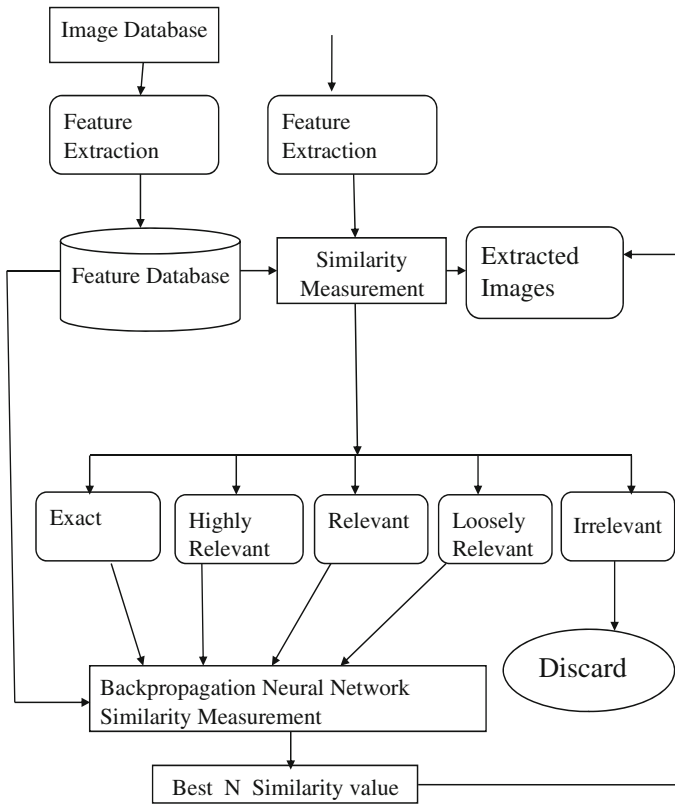 Image Database
Feature
Extraction
Feature
Extraction
Feature Database
Similarity
Measurement
Extracted
Images
Exact
Highly
Relevant
Relevant
Loosely
Relevant
Irrelevant
Discard
Backpropagation Neural Network
Similarity Measurement
Best N Similarity value